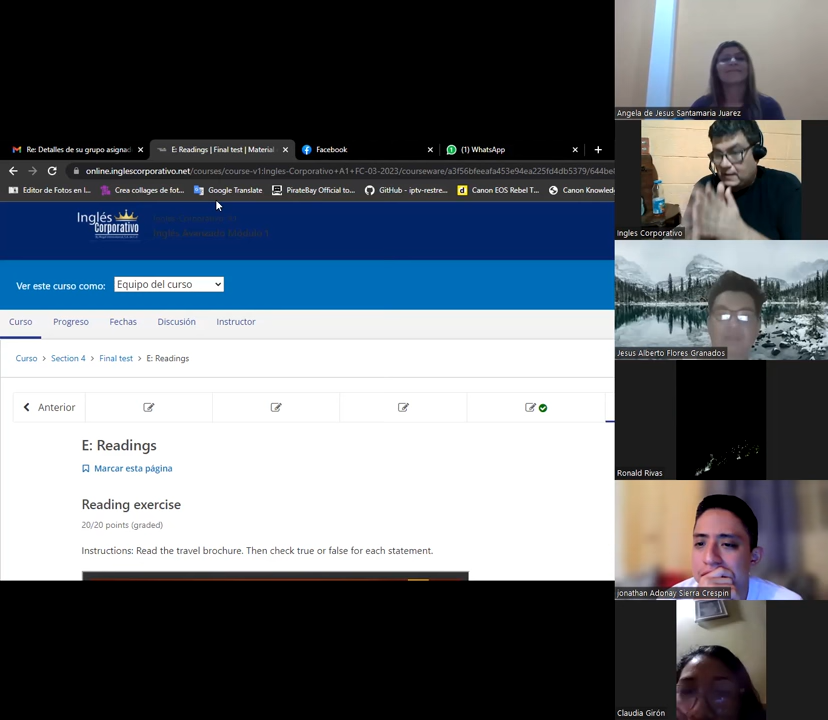 Re: Detalles de su grupo asignad
E: Readings | Final test | Material
Facebook
(1) WhatsApp
online.inglescorporativo.net/courses/course-v1:Ingles-Corporativo+A1+FC-03-2023/courseware/a3f56bfeeafa453e94ea225fd4db5379/644be
Editor de Fotos en l...
Crea collages de fot...
Google Translate
PirateBay Official to...
GitHub - iptv-restre...
Canon EOS Rebel T...
Canon Knowled
Inglés
Corporativo
Inglés Avanzado Módulo 1
Ver este curso como:
Equipo del curso
Curso
Progreso
Fechas
Discusión
Instructor
Curso > Section 4 > Final test > E: Readings
Anterior
E: Readings
Marcar esta página
Reading exercise
20/20 points (graded)
Instructions: Read the travel brochure. Then check true or false for each statement.
Angela de Jesus Santamaria Juarez
Ingles Corporativo
Jesus Alberto Flores Granados
Ronald Rivas
jonathan Adonay Sierra Crespin
Claudia Girón